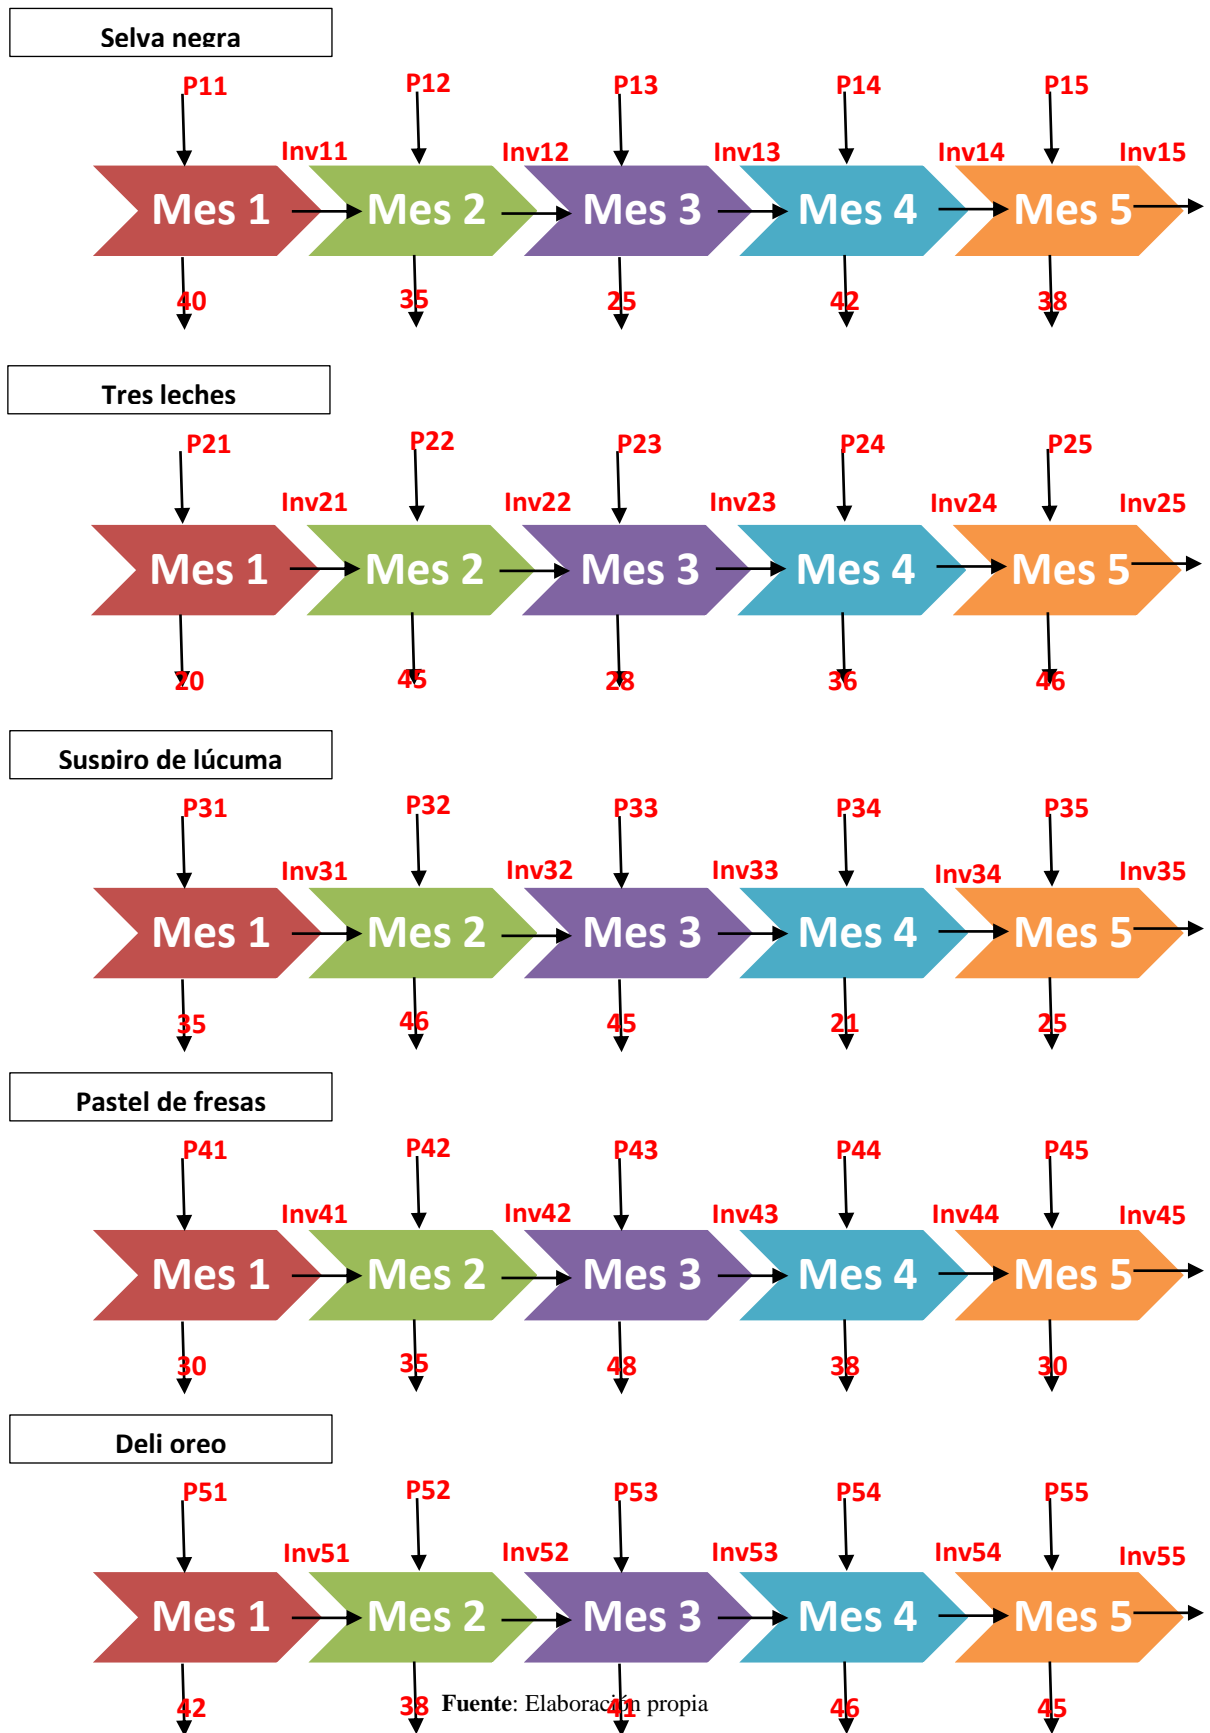 Selva negra
P11 P12 P13 P14 P15
Inv11 Inv12 Inv13 Inv14 Inv15
Mes 1 Mes 2 Mes 3 Mes 4 Mes 5
40 35 25 42 38
Tres leches
P21 P22 P23 P24 P25
Inv21 Inv22 Inv23 Inv24 Inv25
Mes 1 Mes 2 Mes 3 Mes 4 Mes 5
20 45 28 36 46
Suspiro de lúcuma
P31 P32 P33 P34 P35
Inv31 Inv32 Inv33 Inv34 Inv35
Mes 1 Mes 2 Mes 3 Mes 4 Mes 5
35 46 45 21 25
Pastel de fresas
P41 P42 P43 P44 P45
Inv41 Inv42 Inv43 Inv44 Inv45
Mes 1 Mes 2 Mes 3 Mes 4 Mes 5
30 35 48 38 30
Deli oreo
P51 P52 P53 P54 P55
Inv51 Inv52 Inv53 Inv54 Inv55
Mes 1 Mes 2 Mes 3 Mes 4 Mes 5
42 38 41 46 45
Fuente: Elaboración propia